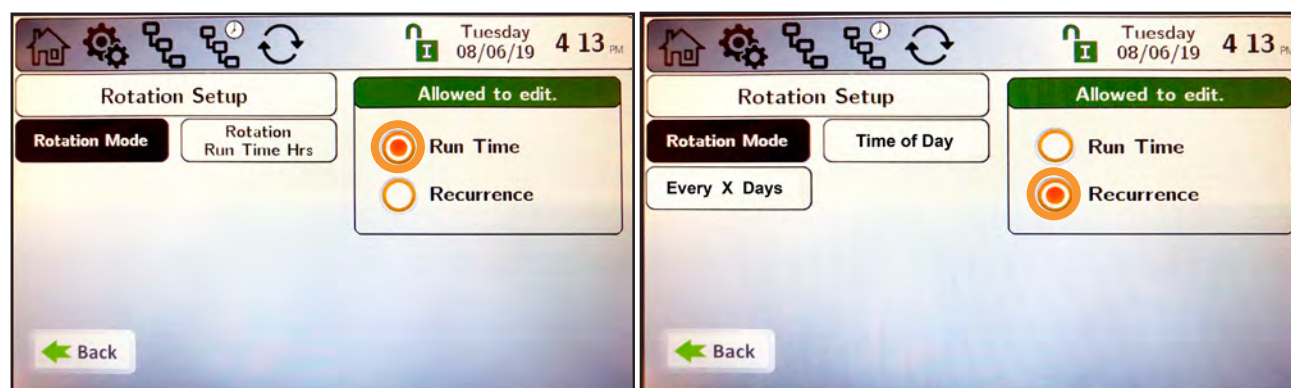 Tuesday
08/06/19
4 13 PM
I
Rotation Setup
Allowed to edit.
Rotation Mode
Rotation
Run Time Hrs
Run Time
Recurrence
Back
Tuesday
08/06/19
4 13 PM
I
Rotation Setup
Allowed to edit.
Rotation Mode
Time of Day
Run Time
Every X Days
Recurrence
Back